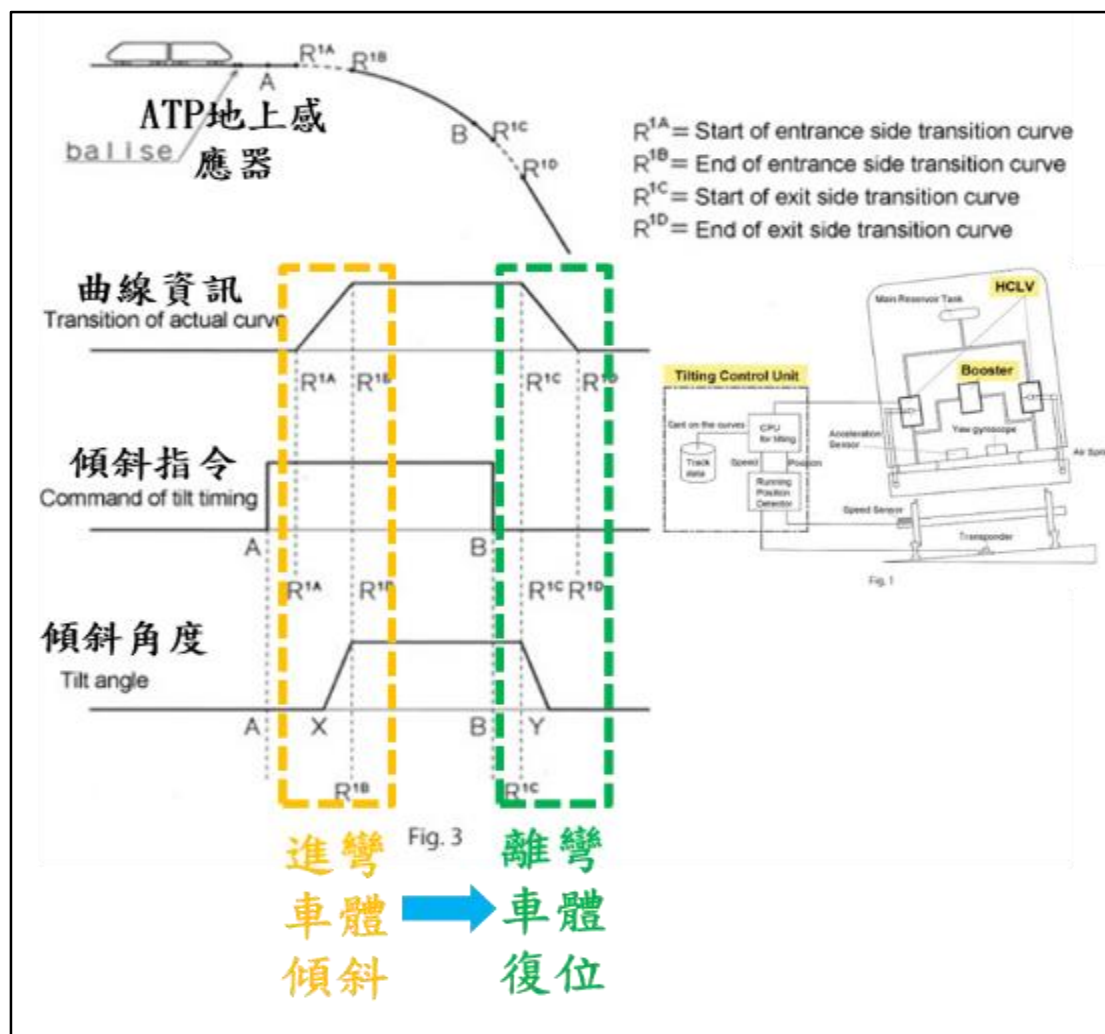 R1A
R1B
A
ATP地上感
應器
balise
B
R1C
R1D
R1A= Start of entrance side transition curve
R1B= End of entrance side transition curve
R1C= Start of exit side transition curve
R1D= End of exit side transition curve
曲線資訊
Transition of actual curve
R1A R1B R1C R1D
傾斜指令
Command of tilt timing
A B
R1A R1B R1C R1D
傾斜角度
Tilt angle
A X B Y
R1B R1C
Fig. 3
進彎
車體
傾斜
離彎
車體
復位
HCLV
Main Reservoir Tank
Booster
Tilting Control Unit
Cant on the curves
CPU
for tilting
Yaw gyroscope
Acceleration
Sensor
Air Spri
Track
data
Speed Position
Running
Position
Detector
Speed Sensor
Transponder
Fig. 1